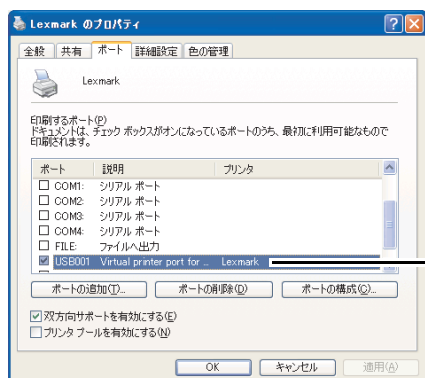 Lexmark のプロパティ
全般 共有 ポート 詳細設定 色の管理
Lexmark
印刷するポート(P)
ドキュメントは、チェック ボックスがオンになっているポートのうち、最初に利用可能なもので
印刷されます。
ポート 説明 プリンタ
COM1: シリアル ポート
COM2: シリアル ポート
COM3: シリアル ポート
COM4: シリアル ポート
FILE: ファイルへ出力
USB001 Virtual printer port for ... Lexmark
ポートの追加(T)... ポートの削除(D) ポートの構成(C)...
双方向サポートを有効にする(E)
プリンタ プールを有効にする(N)
OK キャンセル 適用(A)